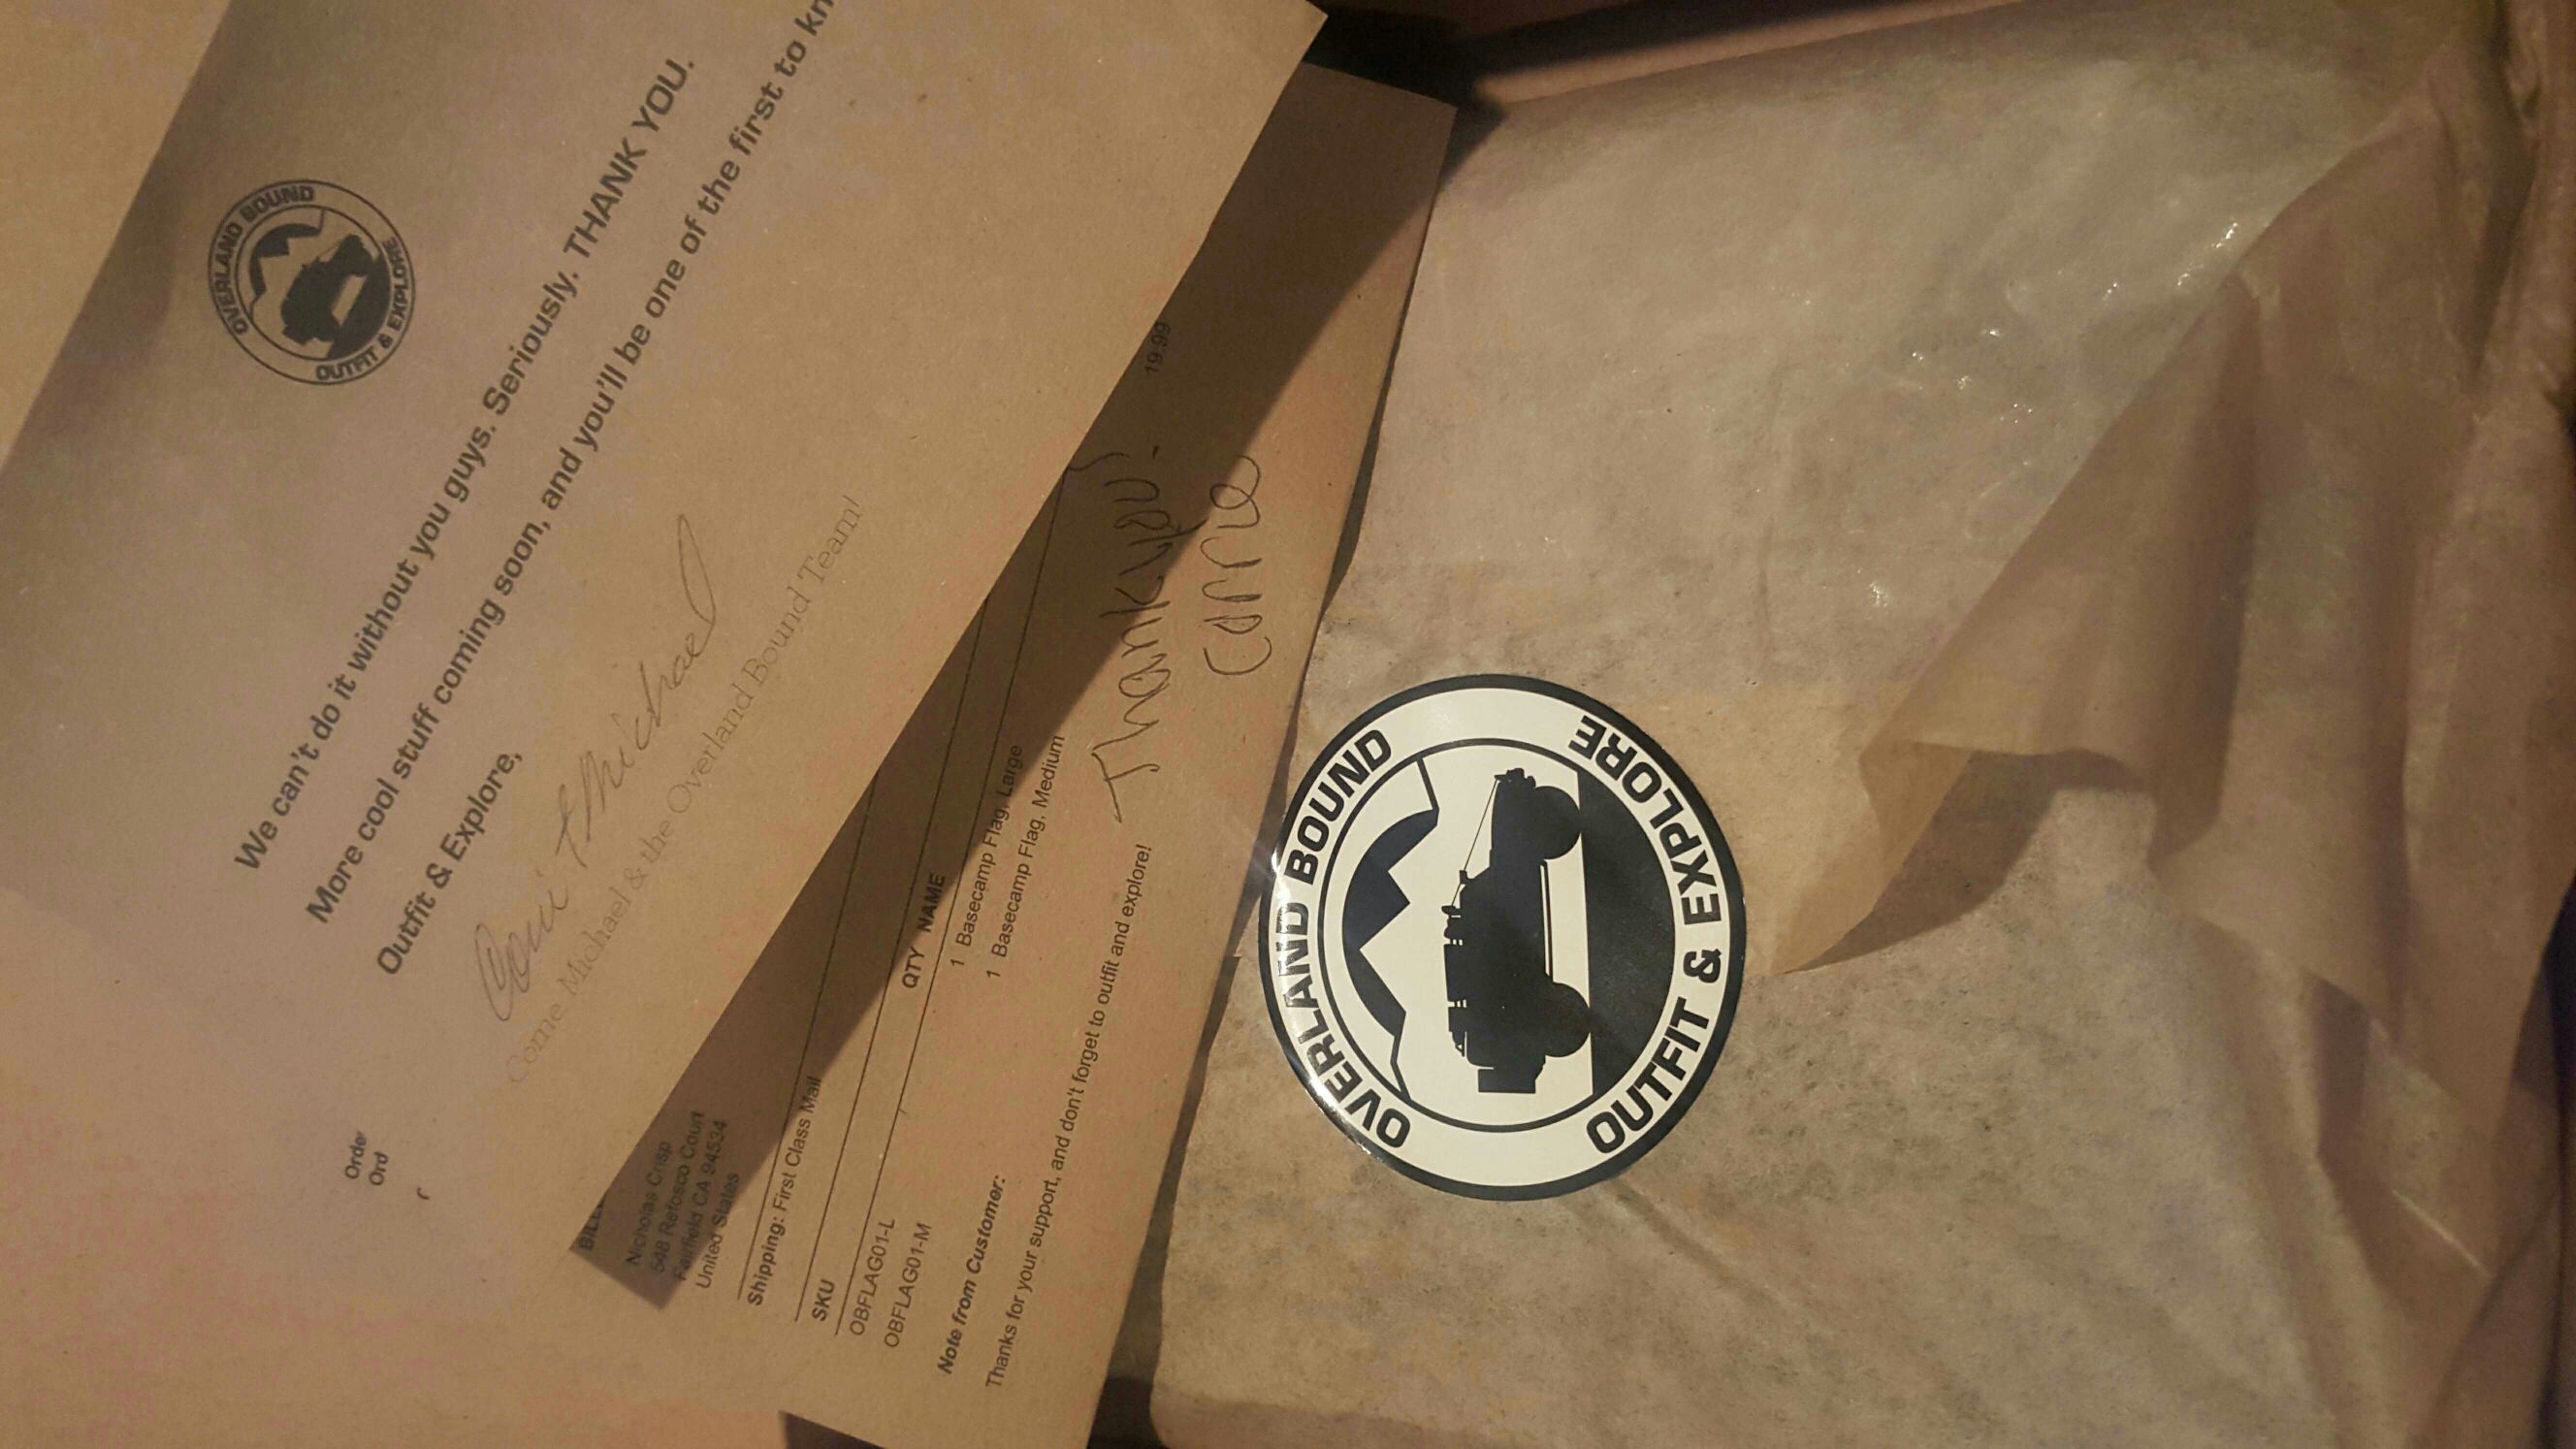 OVERLAND BOUND
OUTFIT & EXPLORE
We can't do it without you guys. Seriously. THANK YOU.
More cool stuff coming soon, and you'll be one of the first to kn
Outfit & Explore,
Michael
Corrie, Michael & the Overland Bound Team!
Order
Ord
Nicholas Crisp
548 Refosco Court
Fairfield CA 94534
United States
Shipping: First Class Mail
SKU QTY NAME
OBFLAG01-L 1 Basecamp Flag, Large
OBFLAG01-M 1 Basecamp Flag, Medium
19.99
Note from Customer:
Thanks for your support, and don't forget to outfit and explore!
Thank you! -
Corrie
OVERLAND BOUND
OUTFIT & EXPLORE